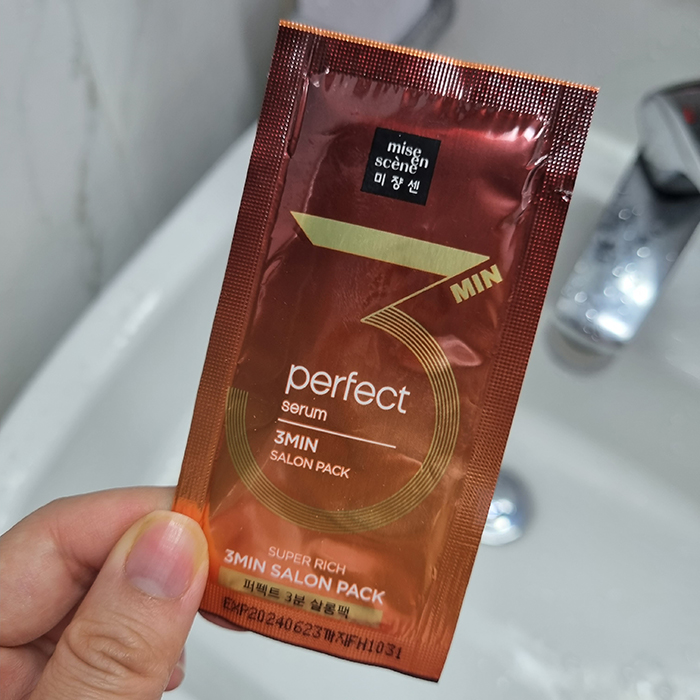 mise
en
scène
미쟝센
3
MIN
perfect
serum
3MIN
SALON PACK
SUPER RICH
3MIN SALON PACK
퍼펙트 3분 살롱팩
EXP20240623까지FH1031